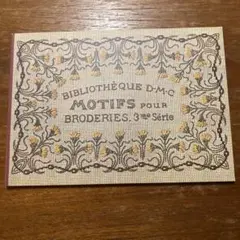 BIBLIOTHÈQUE D·M·C
MOTIFS POUR
BRODERIES, 3me Série